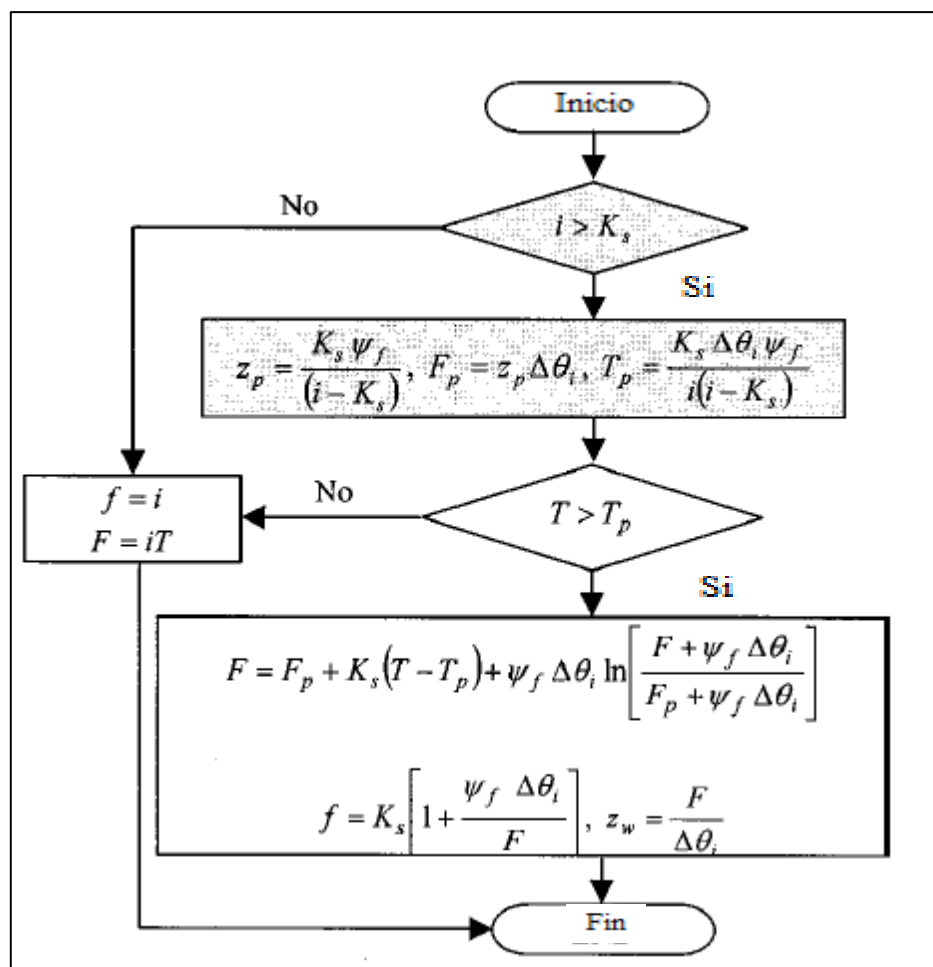 Inicio
No
i > K_s
Si
z_p = K_s ψ_f / (i − K_s), F_p = z_p Δθ_i, T_p = K_s Δθ_i ψ_f / i(i − K_s)
f = i
F = iT
No
T > T_p
Si
F = F_p + K_s(T − T_p) + ψ_f Δθ_i ln[(F + ψ_f Δθ_i) / (F_p + ψ_f Δθ_i)]
f = K_s[1 + ψ_f Δθ_i / F], z_w = F / Δθ_i
Fin